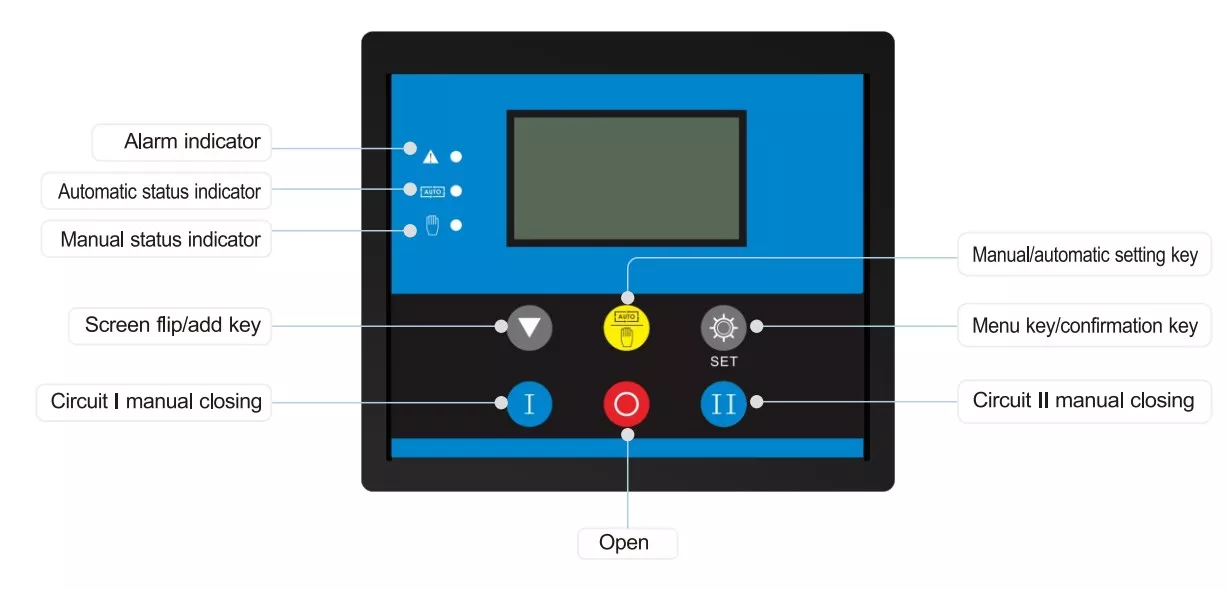 Alarm indicator
AUTO
Automatic status indicator
Manual status indicator
Manual/automatic setting key
Screen flip/add key
AUTO
Menu key/confirmation key
SET
Circuit I manual closing
I
II
Circuit II manual closing
Open